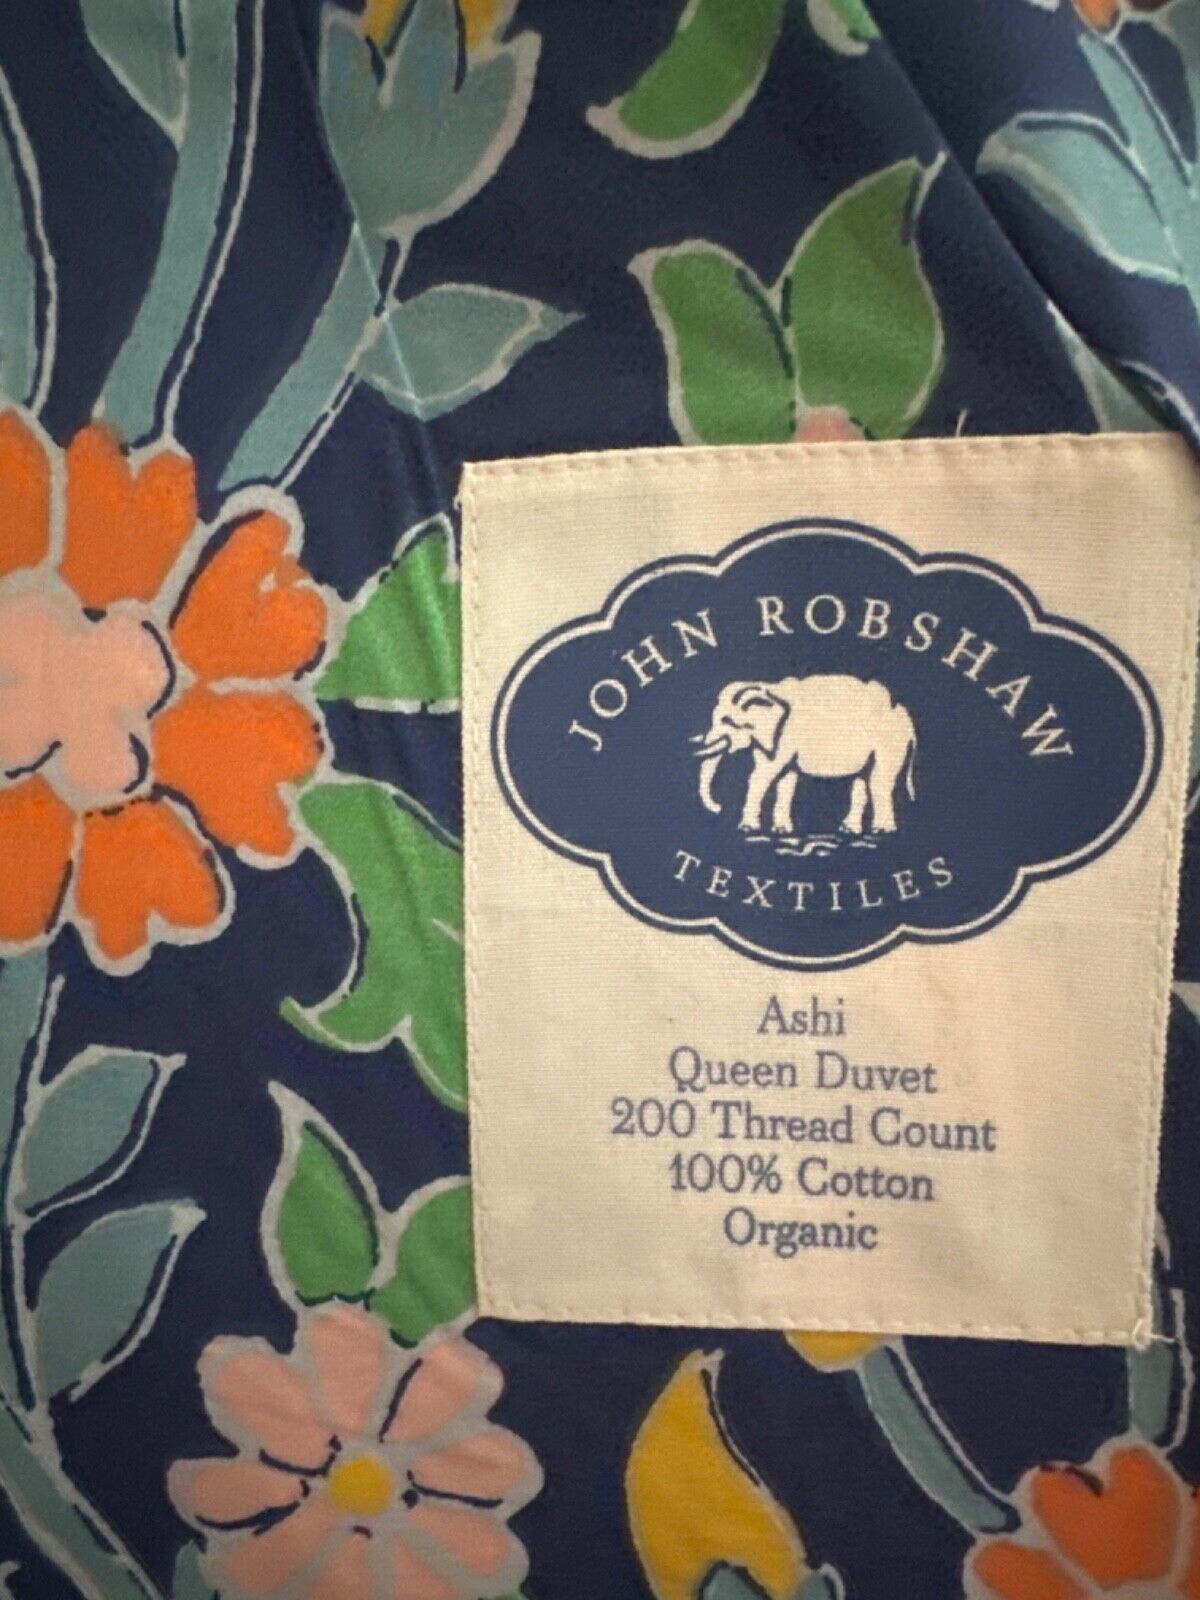 JOHN ROBSHAW
TEXTILES
Ashi
Queen Duvet
200 Thread Count
100% Cotton
Organic